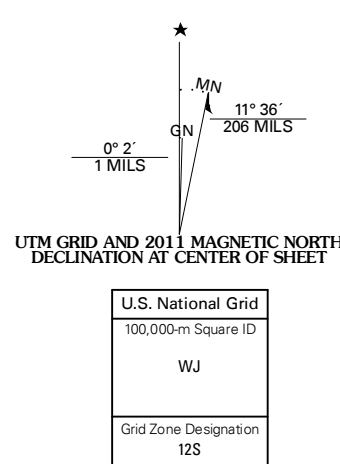 ★
MN
11° 36´
206 MILS
GN
0° 2´
1 MILS
UTM GRID AND 2011 MAGNETIC NORTH
DECLINATION AT CENTER OF SHEET
U.S. National Grid
100,000-m Square ID
WJ
Grid Zone Designation
12S